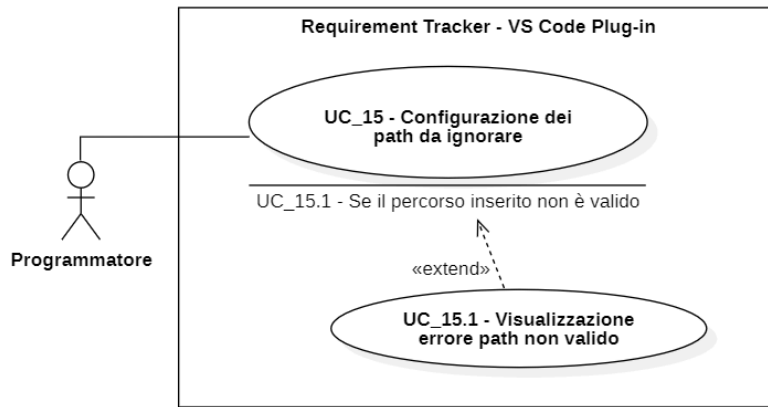 Requirement Tracker - VS Code Plug-in
UC_15 - Configurazione dei
path da ignorare
UC_15.1 - Se il percorso inserito non è valido
Programmatore
«extend»
UC_15.1 - Visualizzazione
errore path non valido